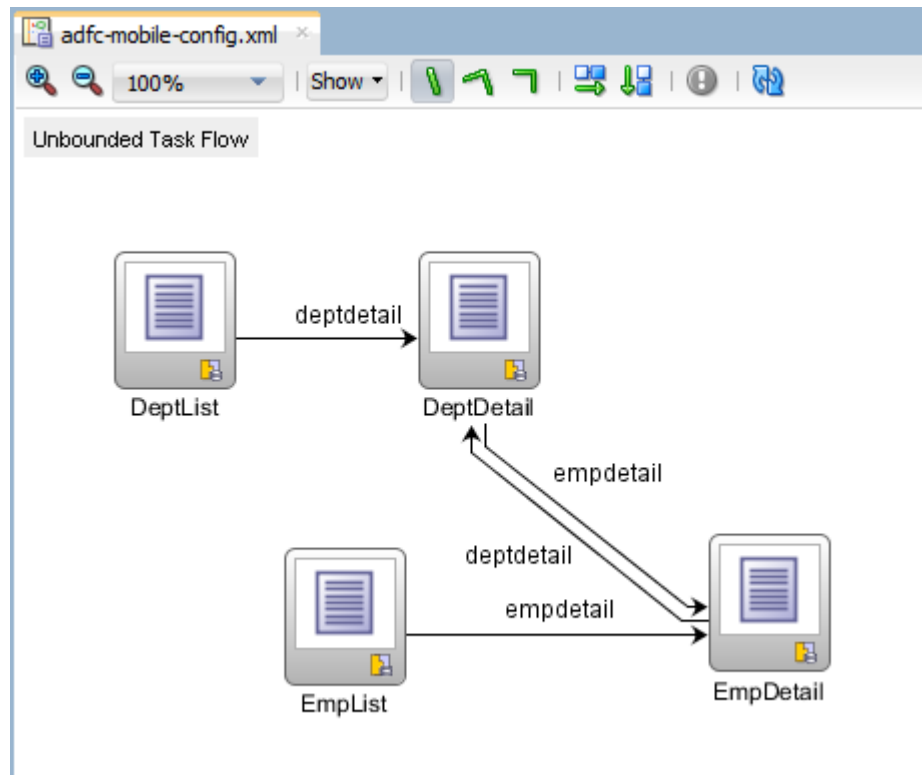 adfc-mobile-config.xml
100% Show
Unbounded Task Flow
deptdetail
DeptList
DeptDetail
empdetail
deptdetail
empdetail
EmpList
EmpDetail